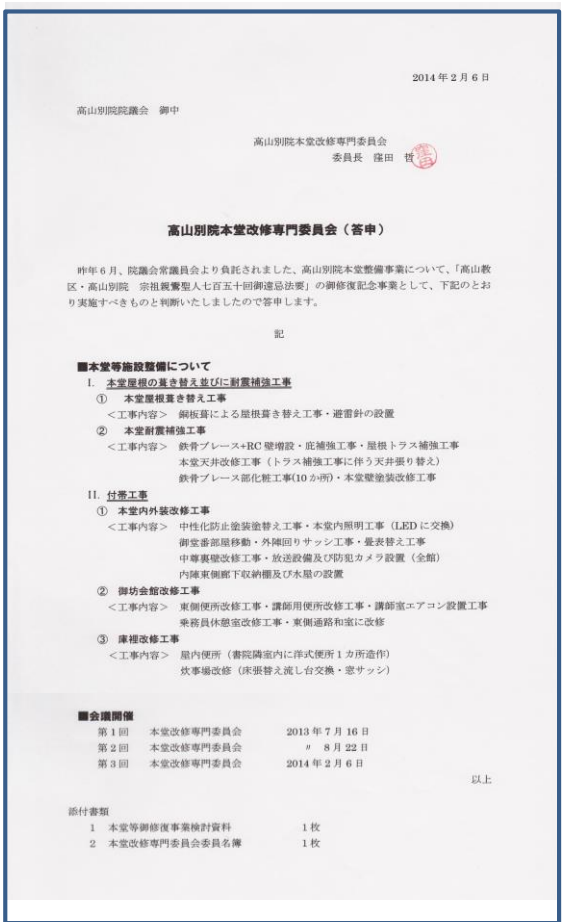 2014年2月6日
高山別院院議会　御中
高山別院本堂改修専門委員会
委員長　窪田　哲
高山別院本堂改修専門委員会（答申）
昨年6月、院議会常議員会より負託されました、高山別院本堂整備事業について、「高山教
区・高山別院　宗祖親鸞聖人七百五十回御遠忌法要」の御修復記念事業として、下記のとお
り実施すべきものと判断いたしましたので答申します。
記
■本堂等施設整備について
I.　本堂屋根の葺き替え並びに耐震補強工事
①　本堂屋根葺き替え工事
＜工事内容＞　銅板葺による屋根葺き替え工事・避雷針の設置
②　本堂耐震補強工事
＜工事内容＞　鉄骨ブレース+RC壁増設・庇補強工事・屋根トラス補強工事
本堂天井改修工事（トラス補強工事に伴う天井張り替え）
鉄骨ブレース部化粧工事(10か所)・本堂壁塗装改修工事
II.　付帯工事
①　本堂内外装改修工事
＜工事内容＞　中性化防止塗装塗替え工事・本堂内照明工事（LEDに交換）
御堂番部屋移動・外陣回りサッシ工事・畳表替え工事
中尊裏壁改修工事・放送設備及び防犯カメラ設置（全館）
内陣東側廊下収納棚及び水屋の設置
②　御坊会館改修工事
＜工事内容＞　東側便所改修工事・講師用便所改修工事・講師室エアコン設置工事
乗務員休憩室改修工事・東側通路和室に改修
③　庫裡改修工事
＜工事内容＞　屋内便所（書院隣室内に洋式便所1カ所造作）
炊事場改修（床張替え流し台交換・窓サッシ）
■会議開催
第1回　本堂改修専門委員会　2013年7月16日
第2回　本堂改修専門委員会　〃　8月22日
第3回　本堂改修専門委員会　2014年2月6日
以上
添付書類
1　本堂等御修復事業検討資料　1枚
2　本堂改修専門委員会委員名簿　1枚